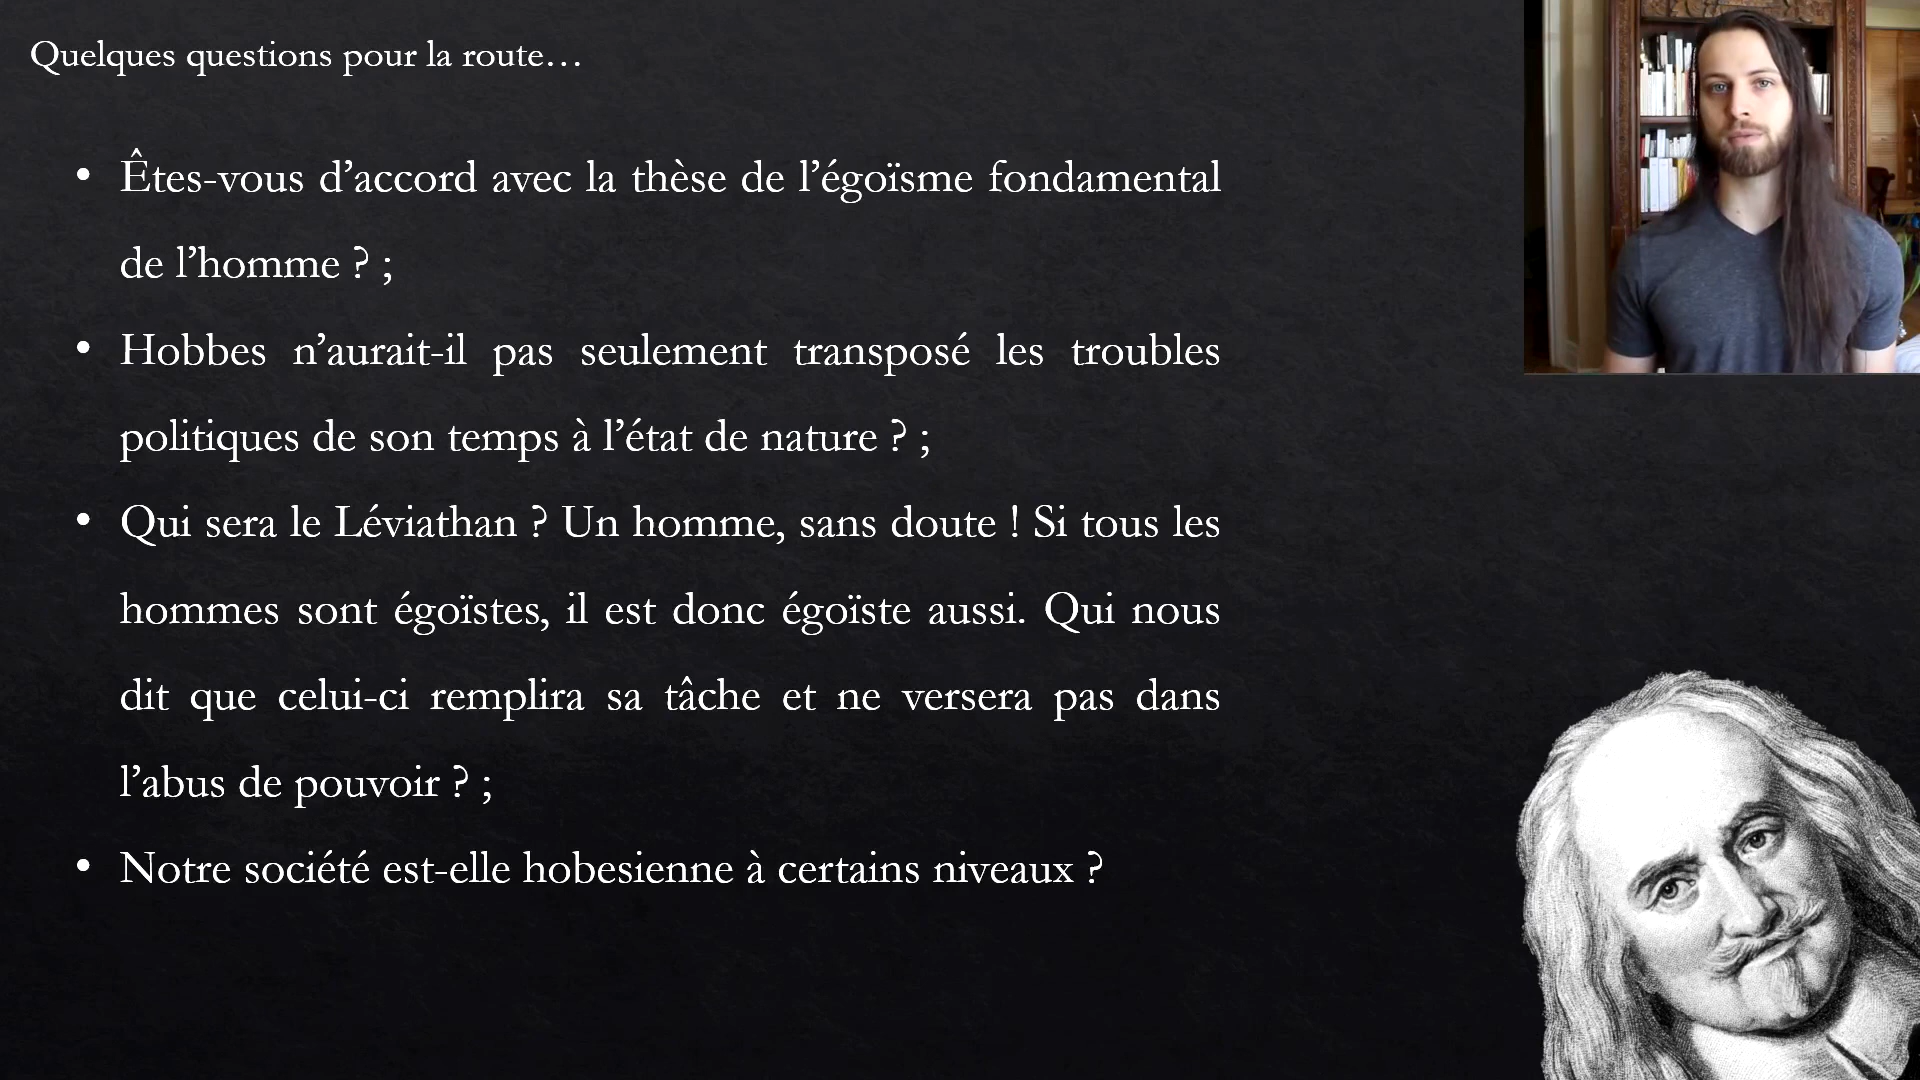 Quelques questions pour la route…
• Êtes-vous d’accord avec la thèse de l’égoïsme fondamental
de l’homme ? ;
• Hobbes n’aurait-il pas seulement transposé les troubles
politiques de son temps à l’état de nature ? ;
• Qui sera le Léviathan ? Un homme, sans doute ! Si tous les
hommes sont égoïstes, il est donc égoïste aussi. Qui nous
dit que celui-ci remplira sa tâche et ne versera pas dans
l’abus de pouvoir ? ;
• Notre société est-elle hobesienne à certains niveaux ?